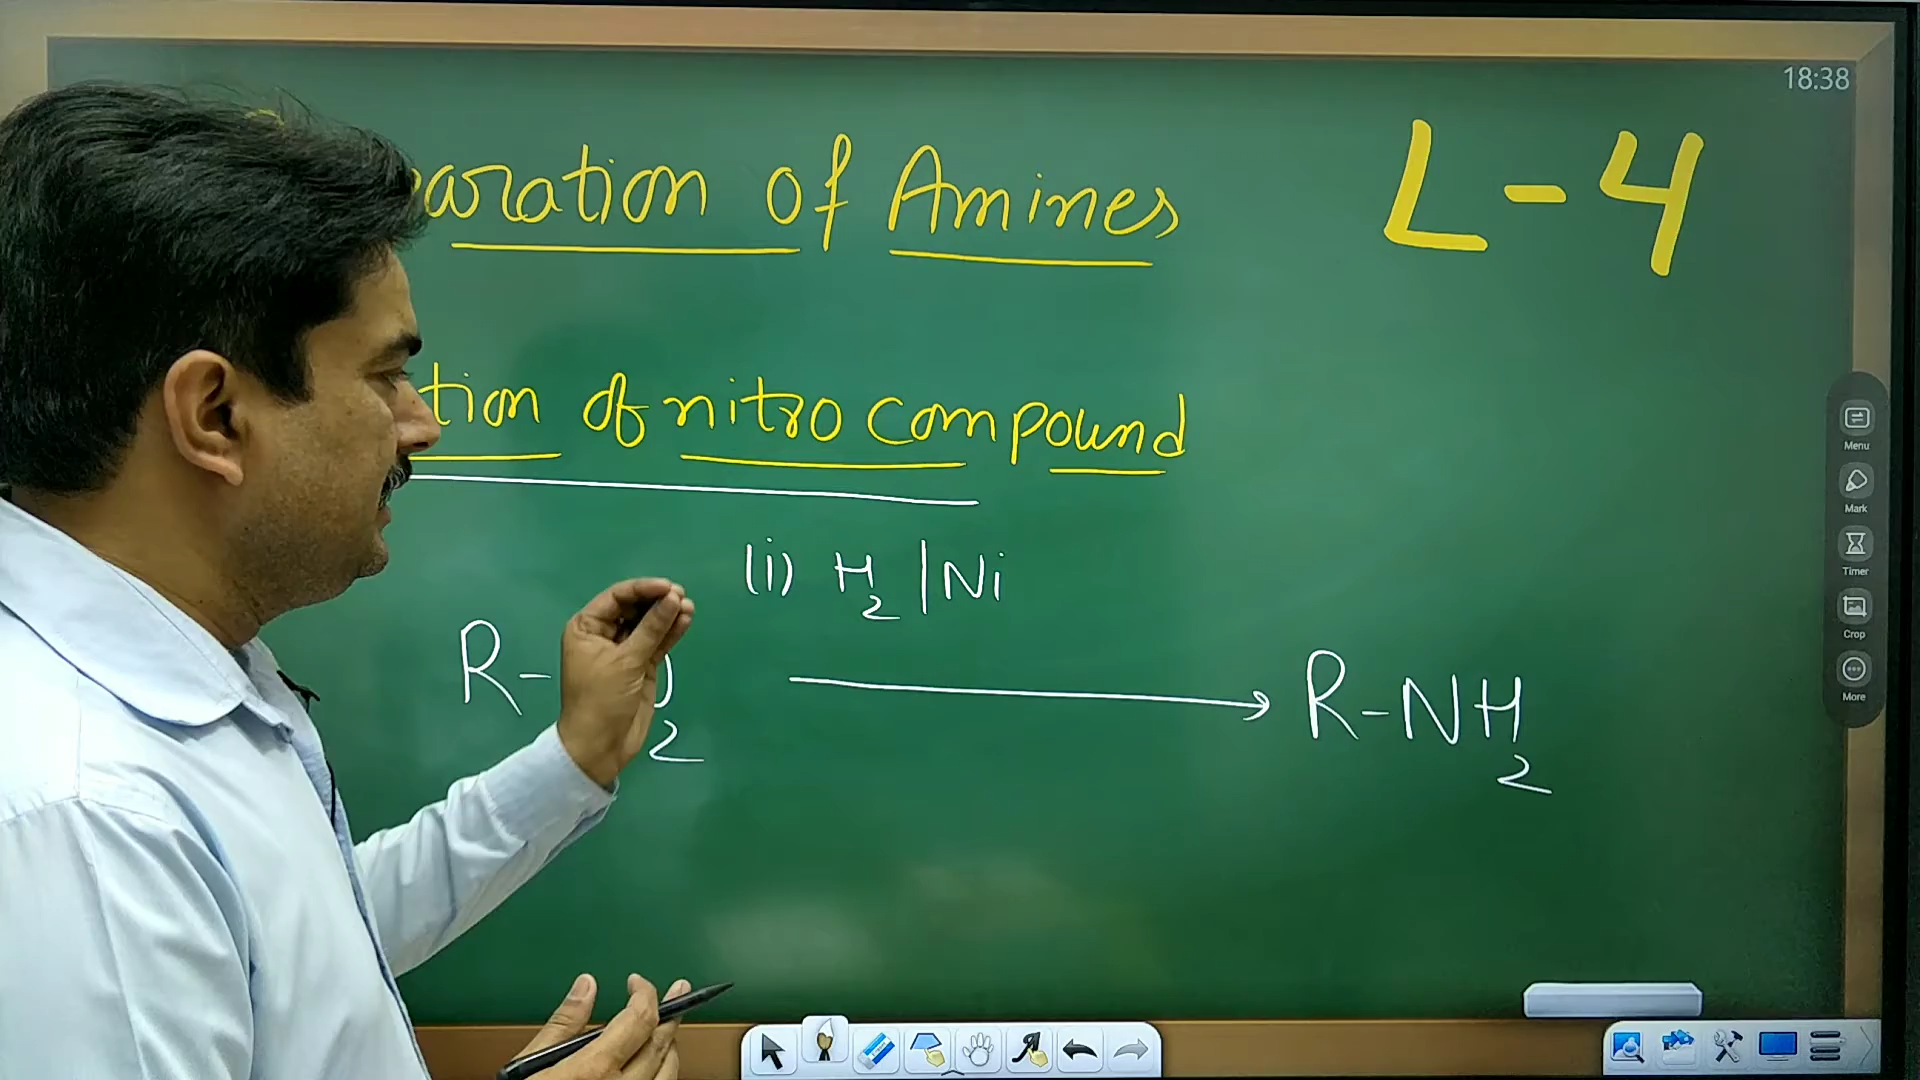 18:38
aration of Amines
L-4
tion of nitro compound
(i) H2 | Ni
R-
2
R-NH2
Menu
Mark
Timer
Crop
More